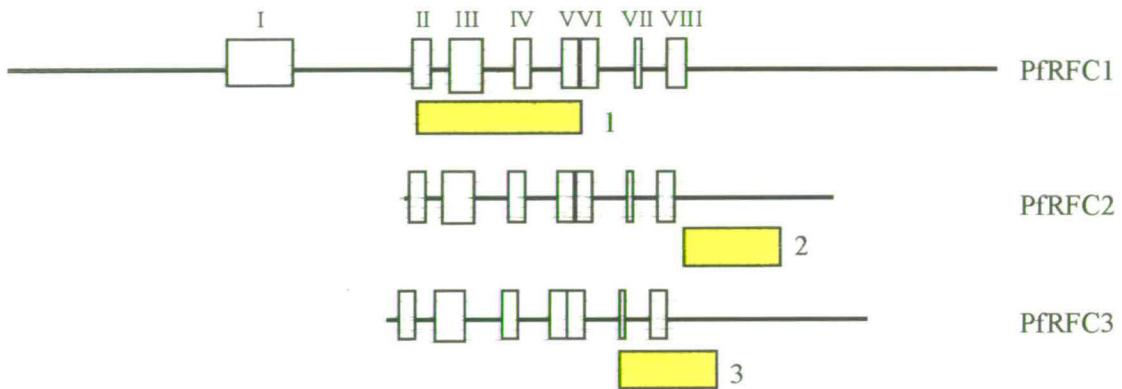 I II III IV V VI VII VIII
PfRFC1
1
PfRFC2
2
PfRFC3
3